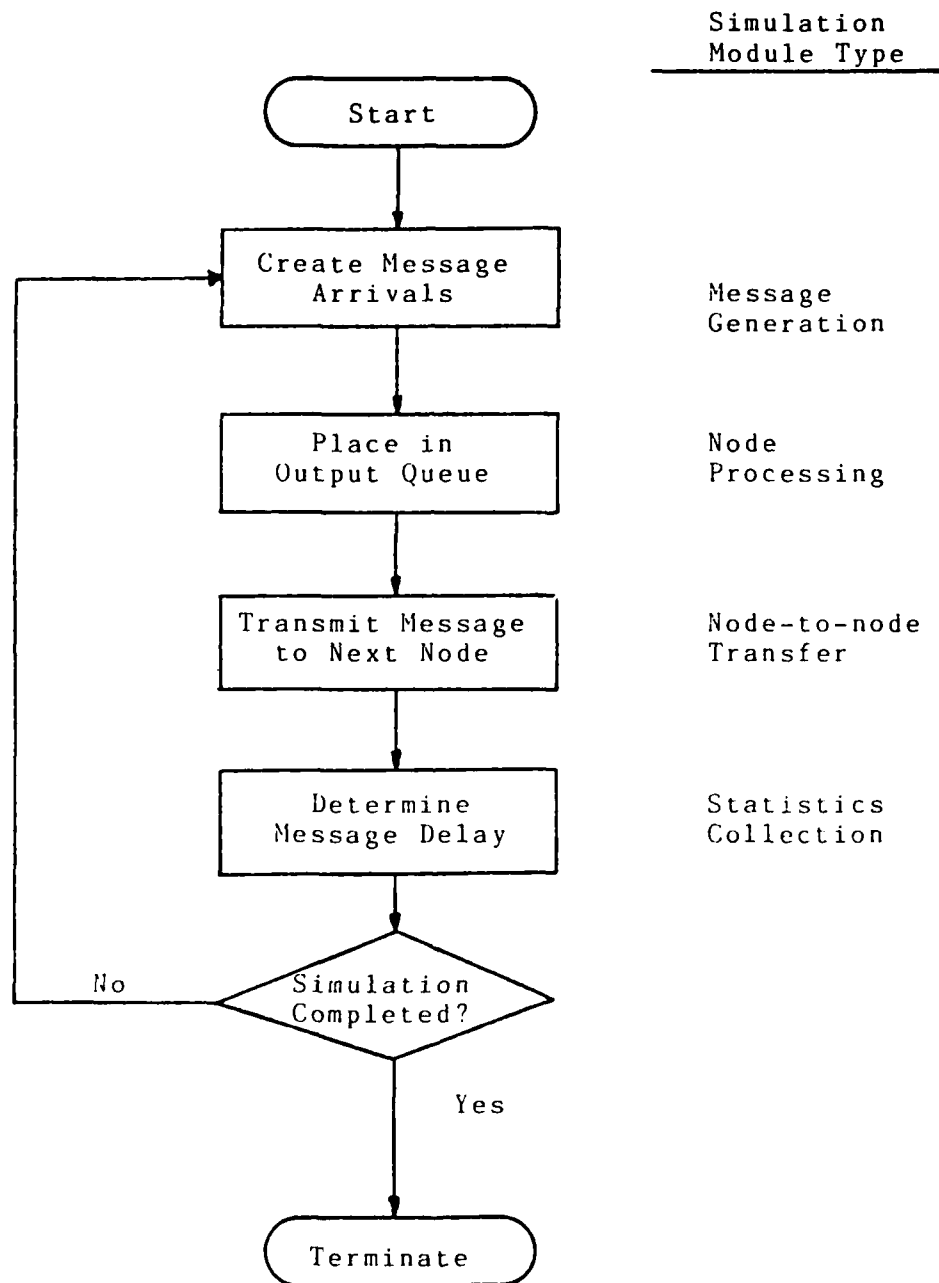 Simulation
Module Type
Start
Create Message
Arrivals
Message
Generation
Place in
Output Queue
Node
Processing
Transmit Message
to Next Node
Node-to-node
Transfer
Determine
Message Delay
Statistics
Collection
No
Simulation
Completed?
Yes
Terminate